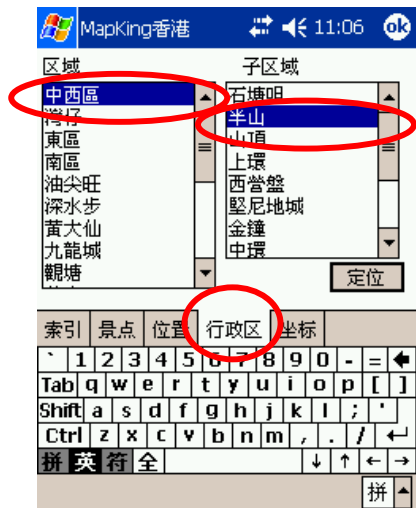 MapKing香港 11:06 ok
区域 子区域
中西區 石塘咀
灣仔 半山
東區 山頂
南區 上環
油尖旺 西營盤
深水步 堅尼地城
黃大仙 金鐘
九龍城 中環
觀塘
定位
索引 景点 位置 行政区 坐标
` 1 2 3 4 5 6 7 8 9 0 - =
Tab q w e r t y u i o p [ ]
Shift a s d f g h j k l ; '
Ctrl z x c v b n m , . /
拼 英 符 全
拼